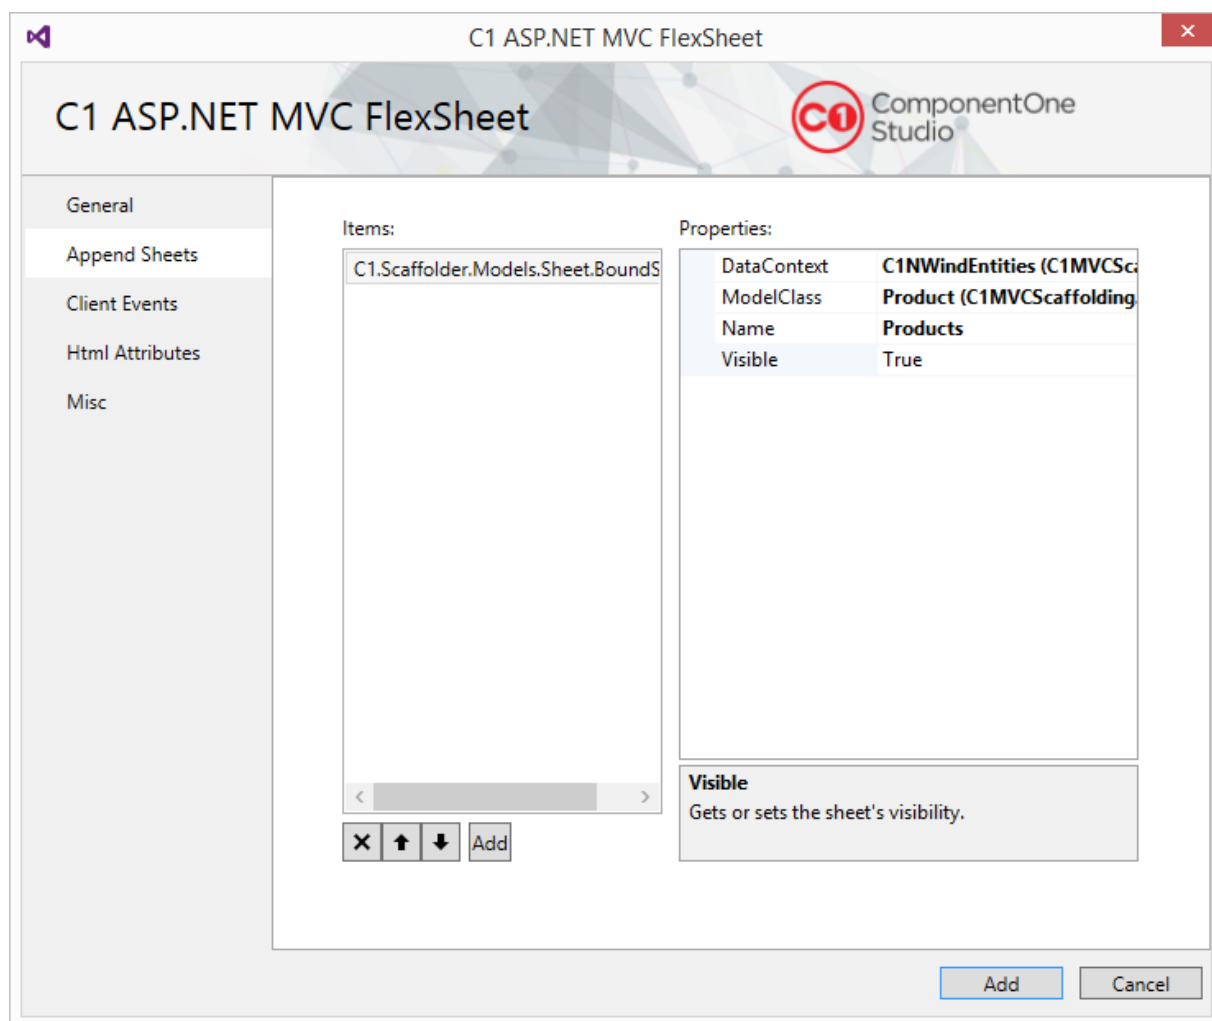 C1 ASP.NET MVC FlexSheet
C1 ASP.NET MVC FlexSheet
C1 ComponentOne
Studio
General
Append Sheets
Client Events
Html Attributes
Misc
Items:
C1.Scaffolder.Models.Sheet.BoundS
Add
Properties:
DataContext C1NWindEntities (C1MVCSca
ModelClass Product (C1MVCScaffolding.
Name Products
Visible True
Visible
Gets or sets the sheet's visibility.
Add Cancel